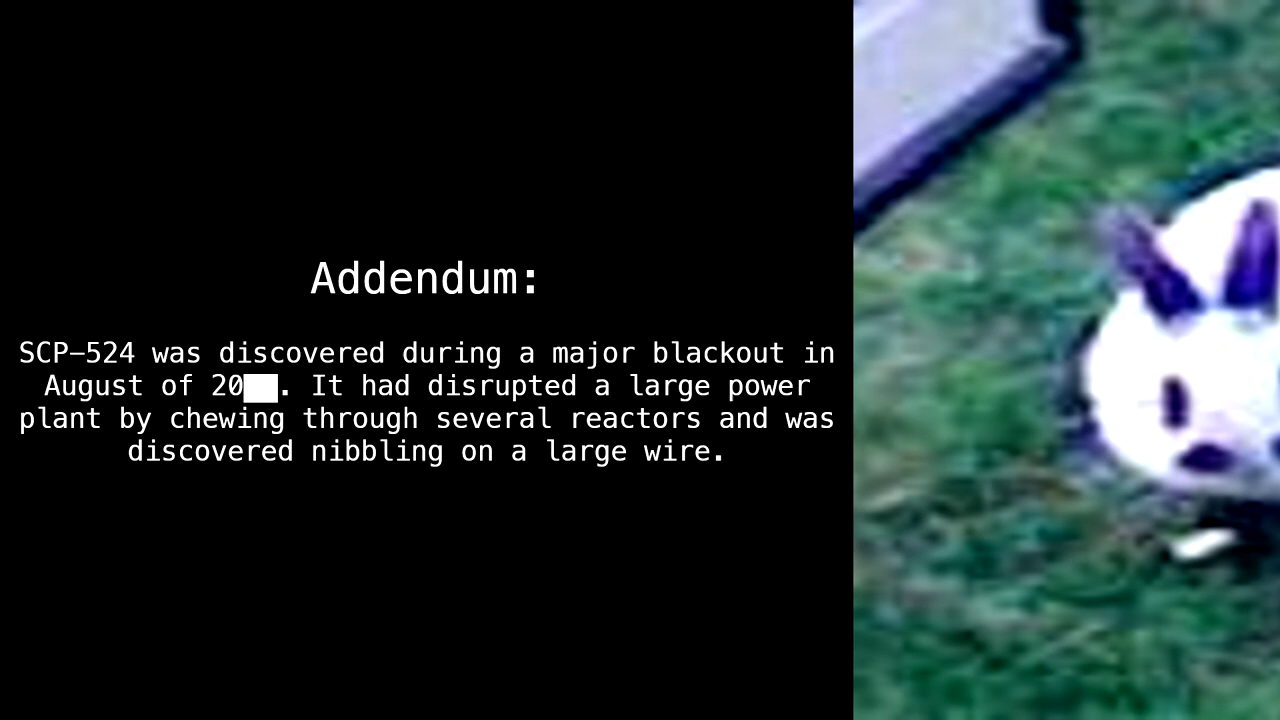 Addendum:
SCP–524 was discovered during a major blackout in
August of 20██. It had disrupted a large power
plant by chewing through several reactors and was
discovered nibbling on a large wire.